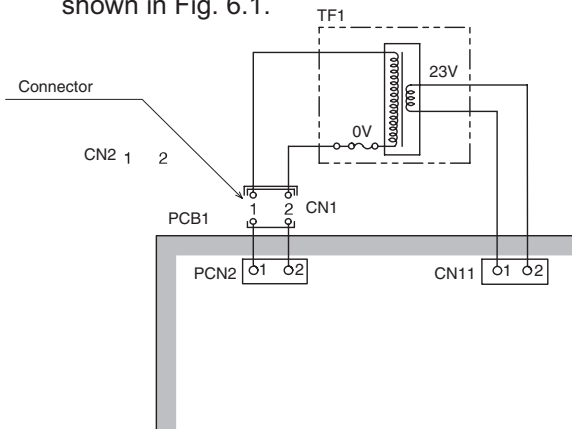 shown in Fig. 6.1.
TF1
23V
Connector
0V
CN2 1 2
1 2 CN1
PCB1
PCN2 1 2
CN11 1 2